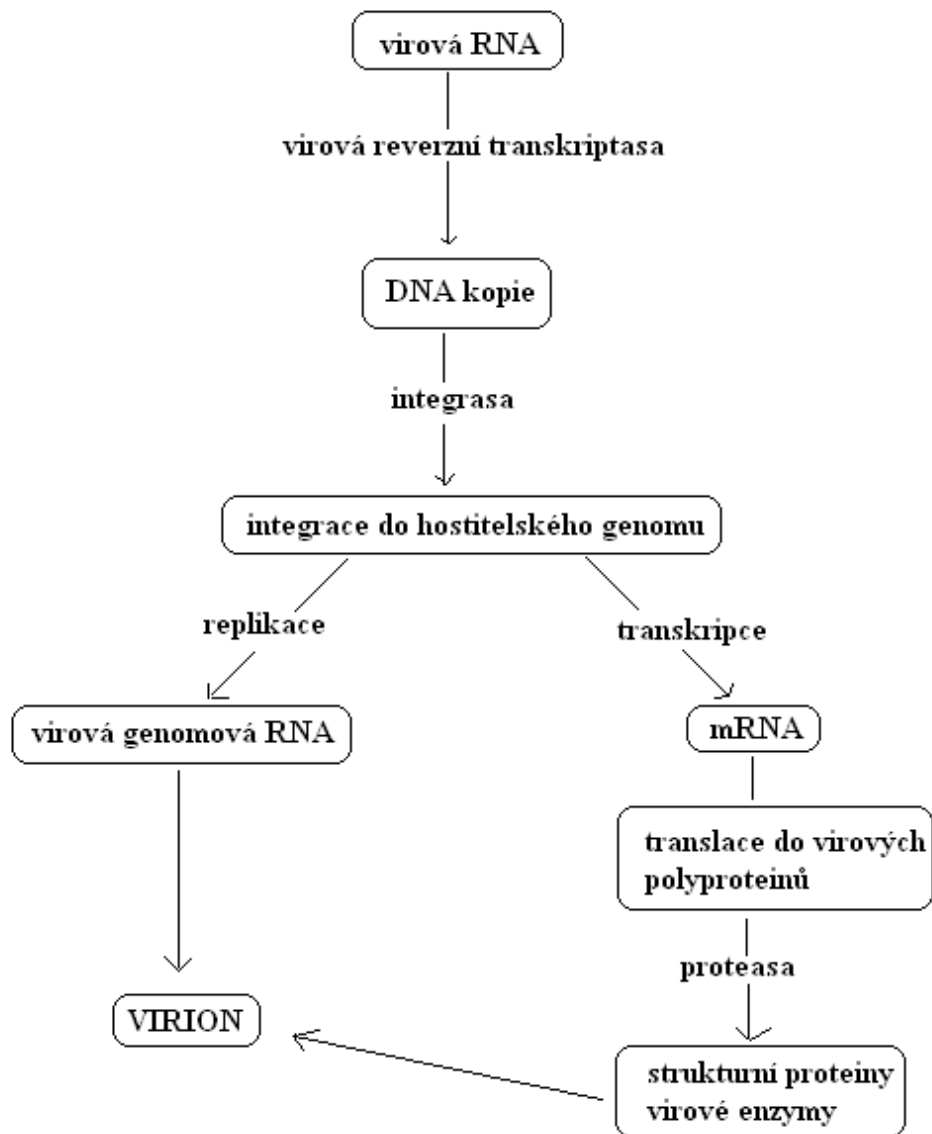 virová RNA
virová reverzní transkriptasa
DNA kopie
integrasa
integrace do hostitelského genomu
replikace
transkripce
virová genomová RNA
mRNA
translace do virových
polyproteinů
proteasa
VIRION
strukturní proteiny
virové enzymy